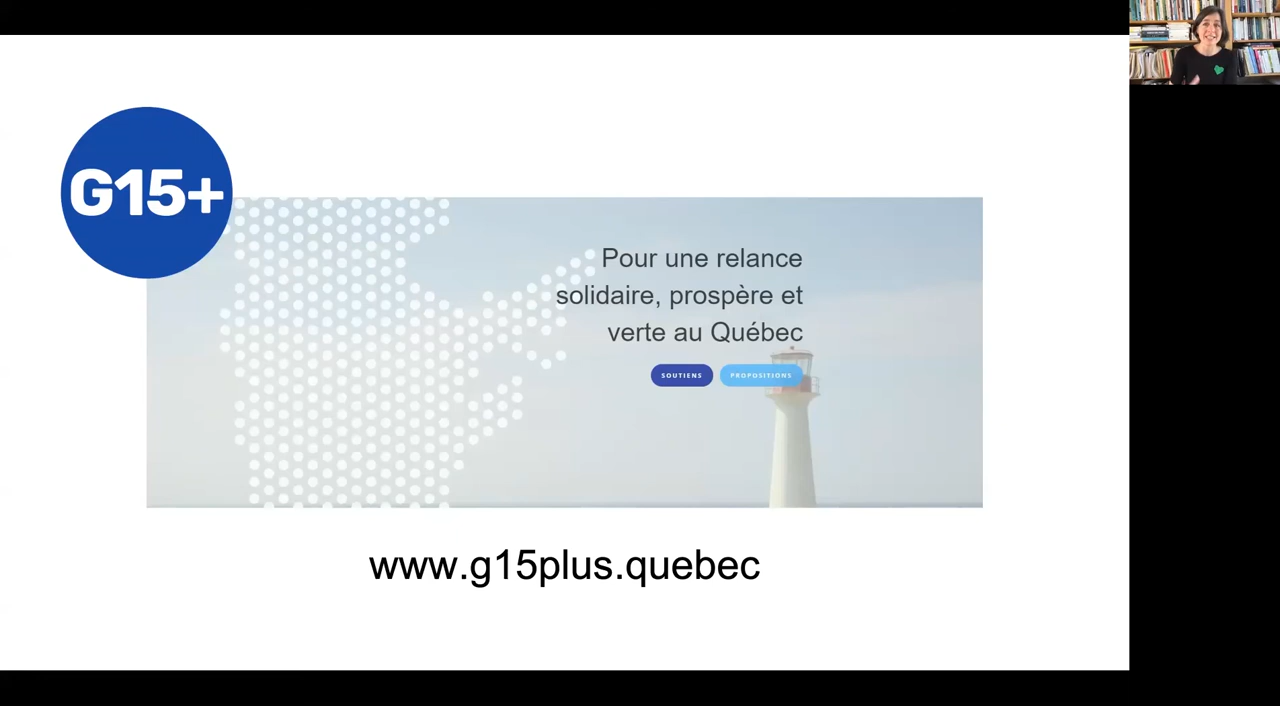 G15+
Pour une relance
solidaire, prospère et
verte au Québec
SOUTIENS PROPOSITIONS
www.g15plus.quebec